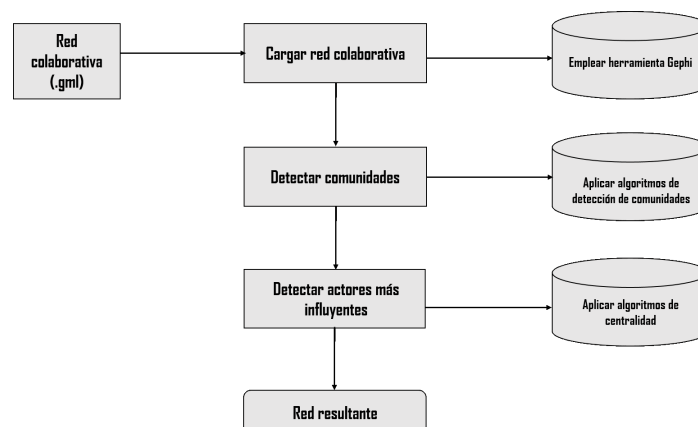 Red
colaborativa
(.gml)
Cargar red colaborativa
Emplear herramienta Gephi
Detectar comunidades
Aplicar algoritmos de
detección de comunidades
Detectar actores más
influyentes
Aplicar algoritmos de
centralidad
Red resultante